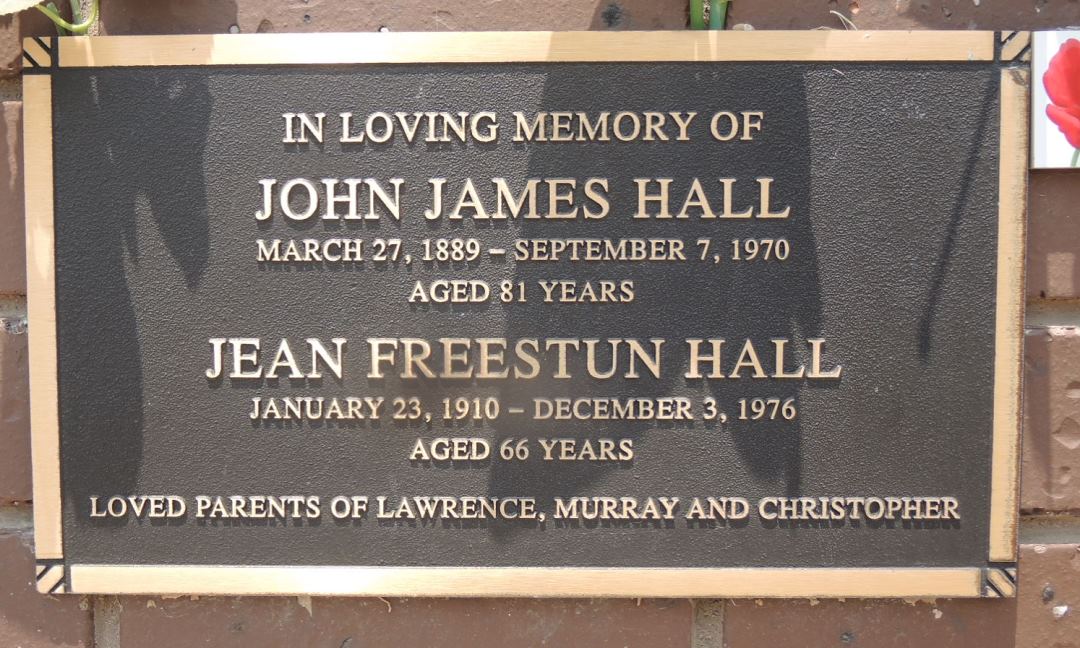 IN LOVING MEMORY OF
JOHN JAMES HALL
MARCH 27, 1889 – SEPTEMBER 7, 1970
AGED 81 YEARS
JEAN FREESTUN HALL
JANUARY 23, 1910 – DECEMBER 3, 1976
AGED 66 YEARS
LOVED PARENTS OF LAWRENCE, MURRAY AND CHRISTOPHER